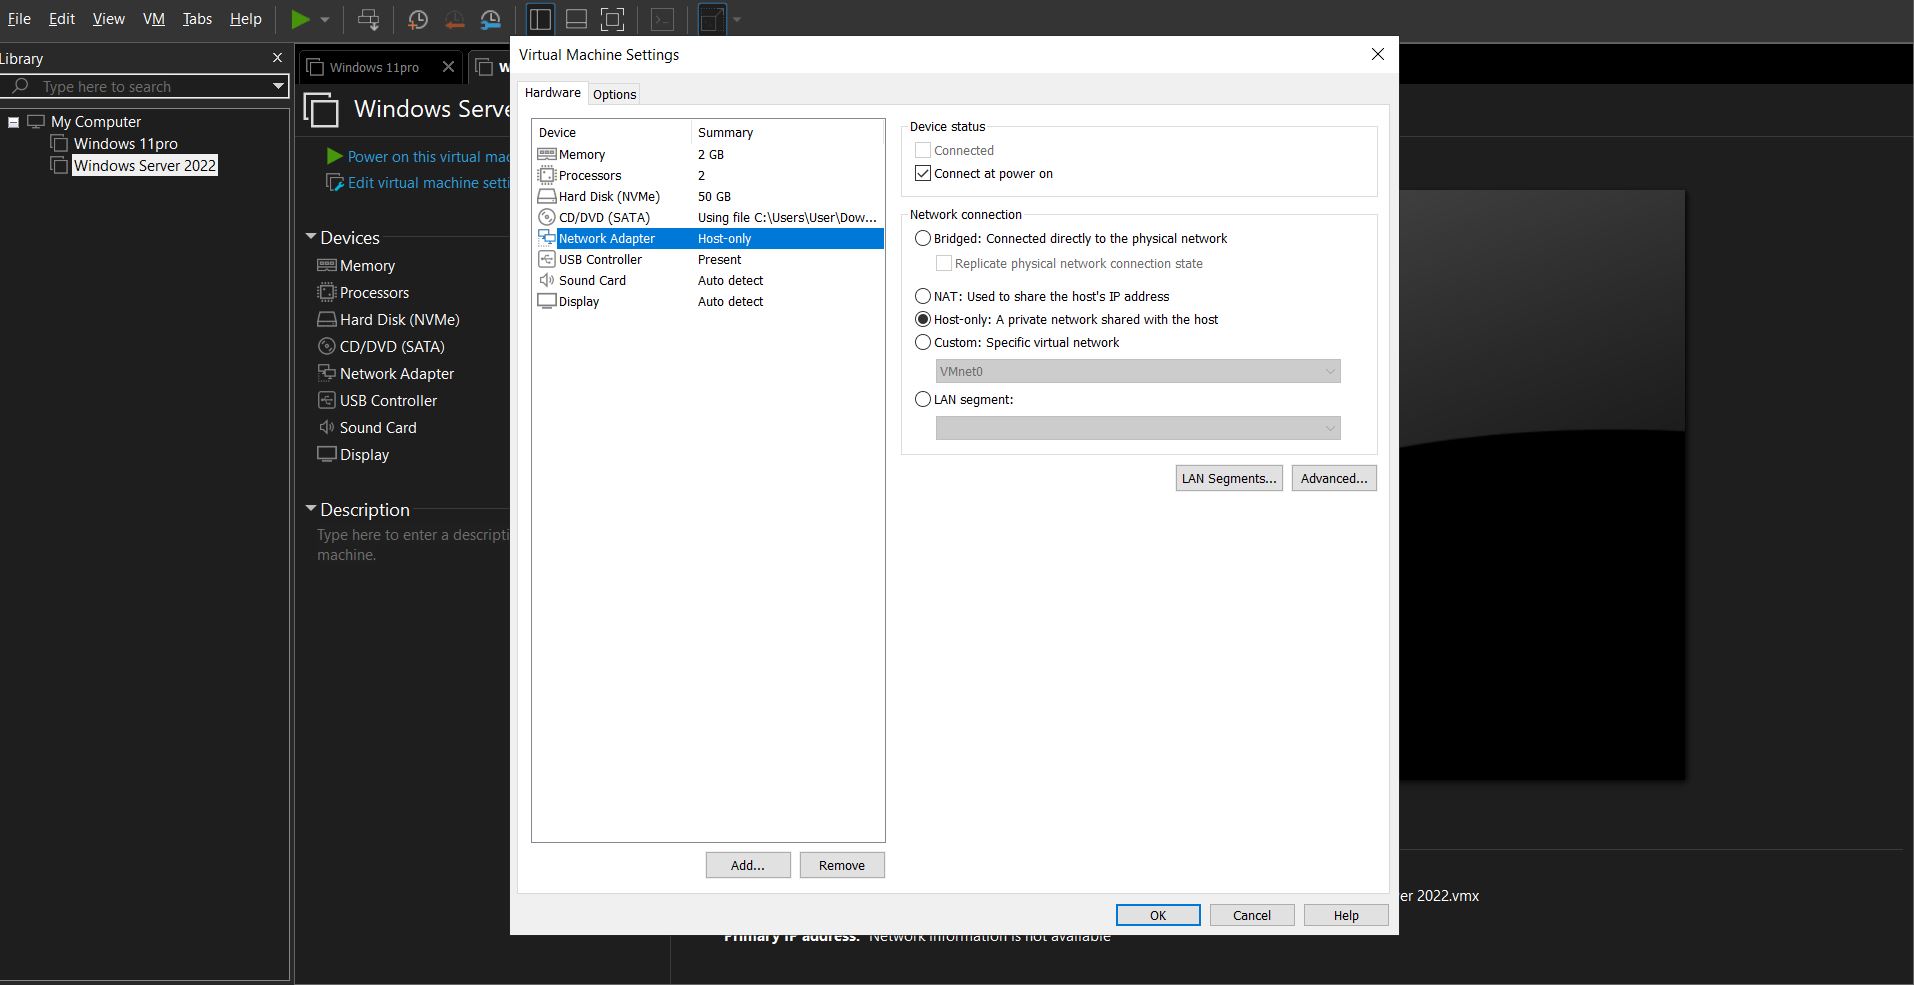 File Edit View VM Tabs Help
Library
Type here to search
My Computer
Windows 11pro
Windows Server 2022
Windows 11pro
W
Windows Serve
Power on this virtual mac
Edit virtual machine setti
Devices
Memory
Processors
Hard Disk (NVMe)
CD/DVD (SATA)
Network Adapter
USB Controller
Sound Card
Display
Description
Type here to enter a descripti
machine.
Virtual Machine Settings
Hardware Options
Device Summary
Memory 2 GB
Processors 2
Hard Disk (NVMe) 50 GB
CD/DVD (SATA) Using file C:\Users\User\Dow...
Network Adapter Host-only
USB Controller Present
Sound Card Auto detect
Display Auto detect
Add... Remove
Device status
Connected
Connect at power on
Network connection
Bridged: Connected directly to the physical network
Replicate physical network connection state
NAT: Used to share the host's IP address
Host-only: A private network shared with the host
Custom: Specific virtual network
VMnet0
LAN segment:
LAN Segments... Advanced...
OK Cancel Help
er 2022.vmx
Primary IP address: Network information is not available